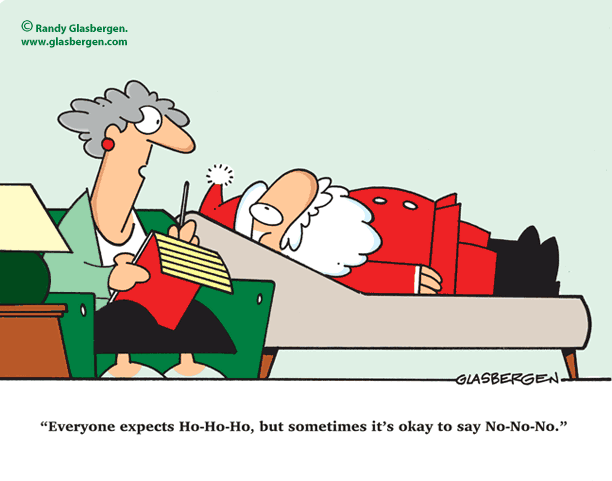 © Randy Glasbergen.
www.glasbergen.com
GLASBERGEN
“Everyone expects Ho-Ho-Ho, but sometimes it’s okay to say No-No-No.”